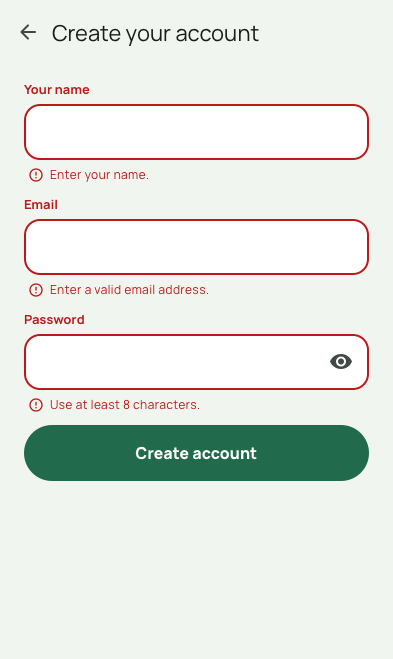 Create your account
Your name
Enter your name.
Email
Enter a valid email address.
Password
Use at least 8 characters.
Create account